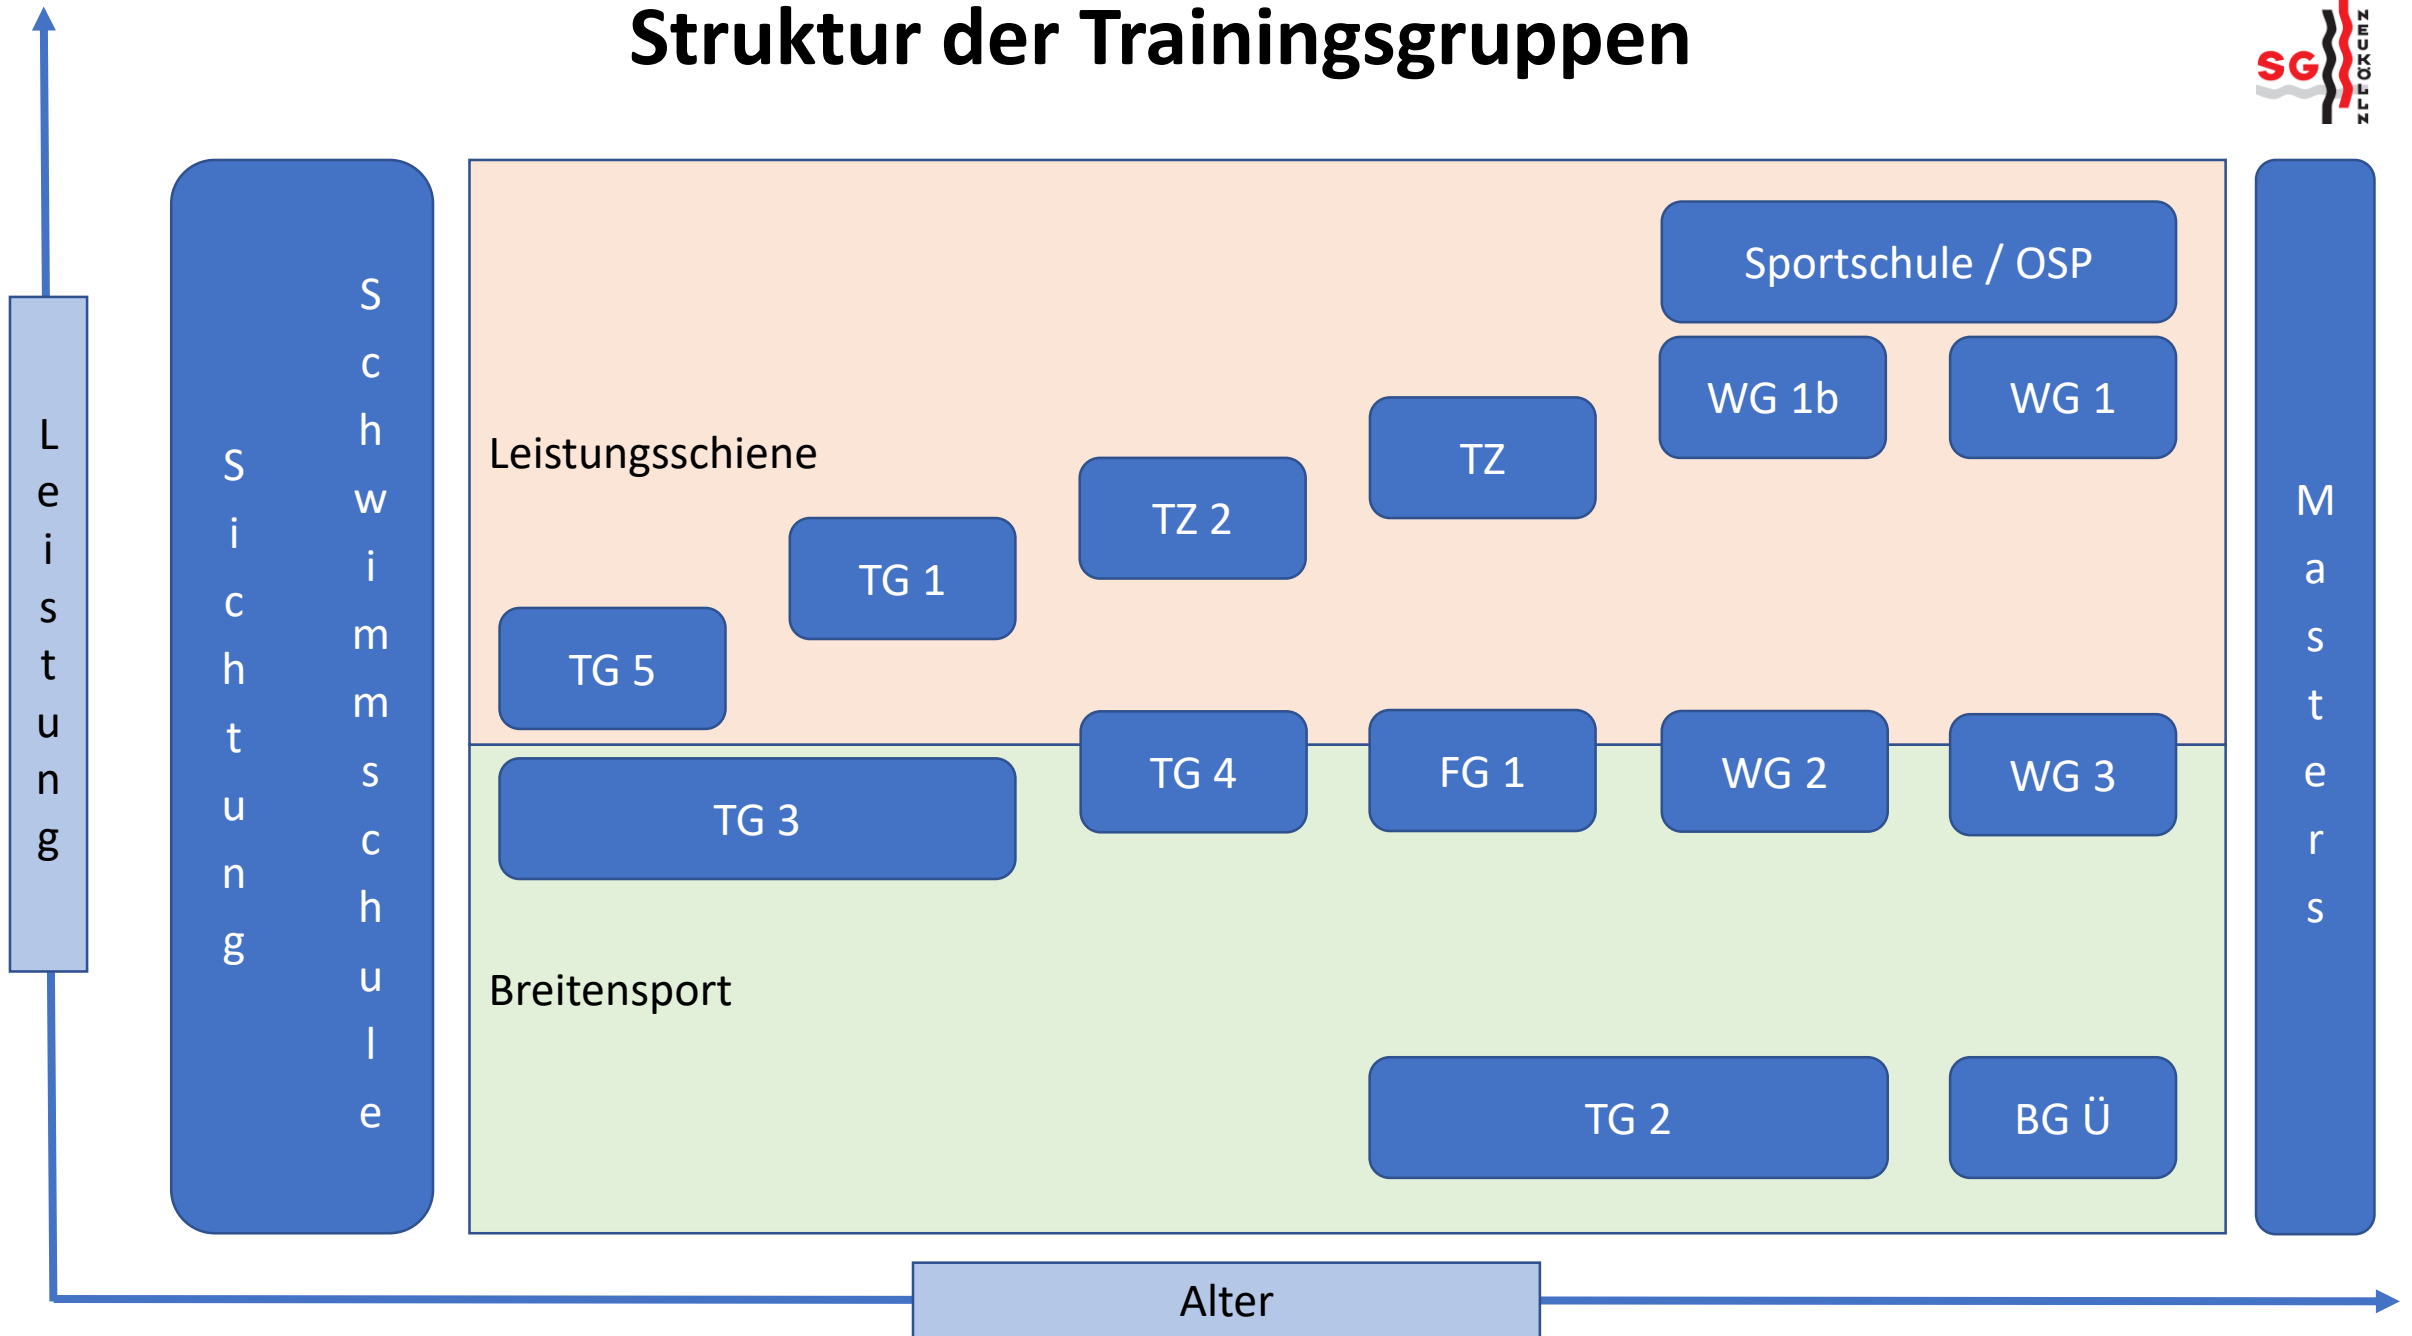 Struktur der Trainingsgruppen
SG
NEUKÖLLN
Leistung
Sichtung
Schwimmschule
Leistungsschiene
Sportschule / OSP
WG 1b
WG 1
TZ
TZ 2
TG 1
TG 5
TG 3
TG 4
FG 1
WG 2
WG 3
Breitensport
TG 2
BG Ü
Masters
Alter